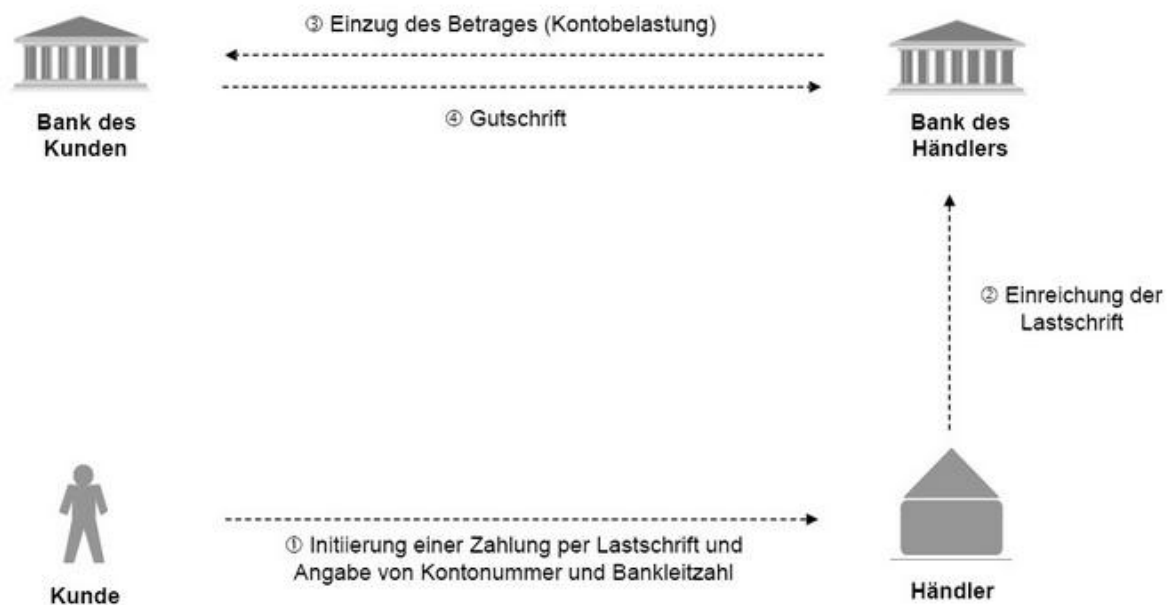 ③ Einzug des Betrages (Kontobelastung)
④ Gutschrift
Bank des
Kunden
Bank des
Händlers
② Einreichung der
Lastschrift
① Initiierung einer Zahlung per Lastschrift und
Angabe von Kontonummer und Bankleitzahl
Kunde
Händler